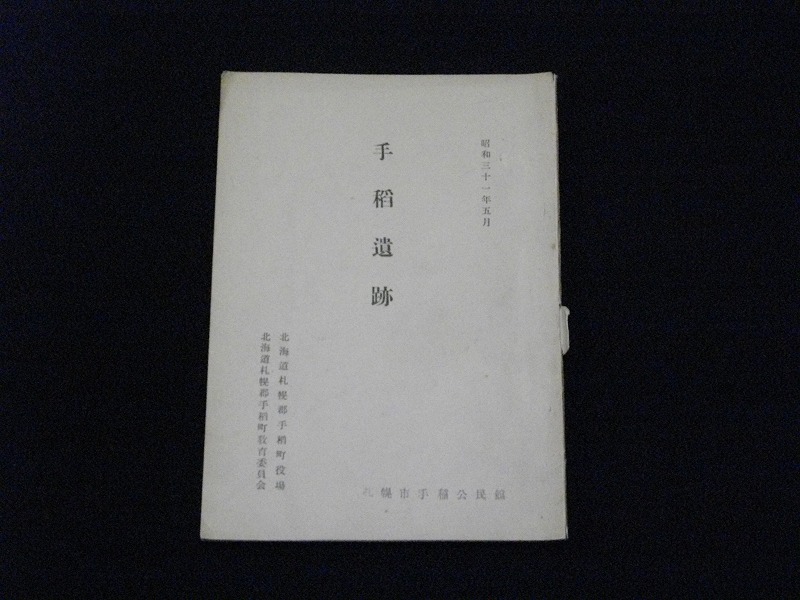 昭和三十一年五月
手稲遺跡
北海道札幌郡手稲町役場
北海道札幌郡手稲町教育委員会
札幌市手稲公民館